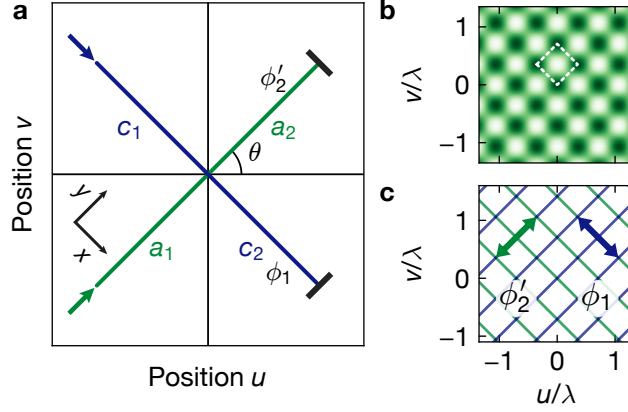 a
c₁
ϕ′₂
a₂
θ
y
x
a₁
c₂
ϕ₁
Position v
Position u
b
v/λ
1
0
−1
c
v/λ
1
0
−1
ϕ′₂
ϕ₁
−1 0 1
u/λ